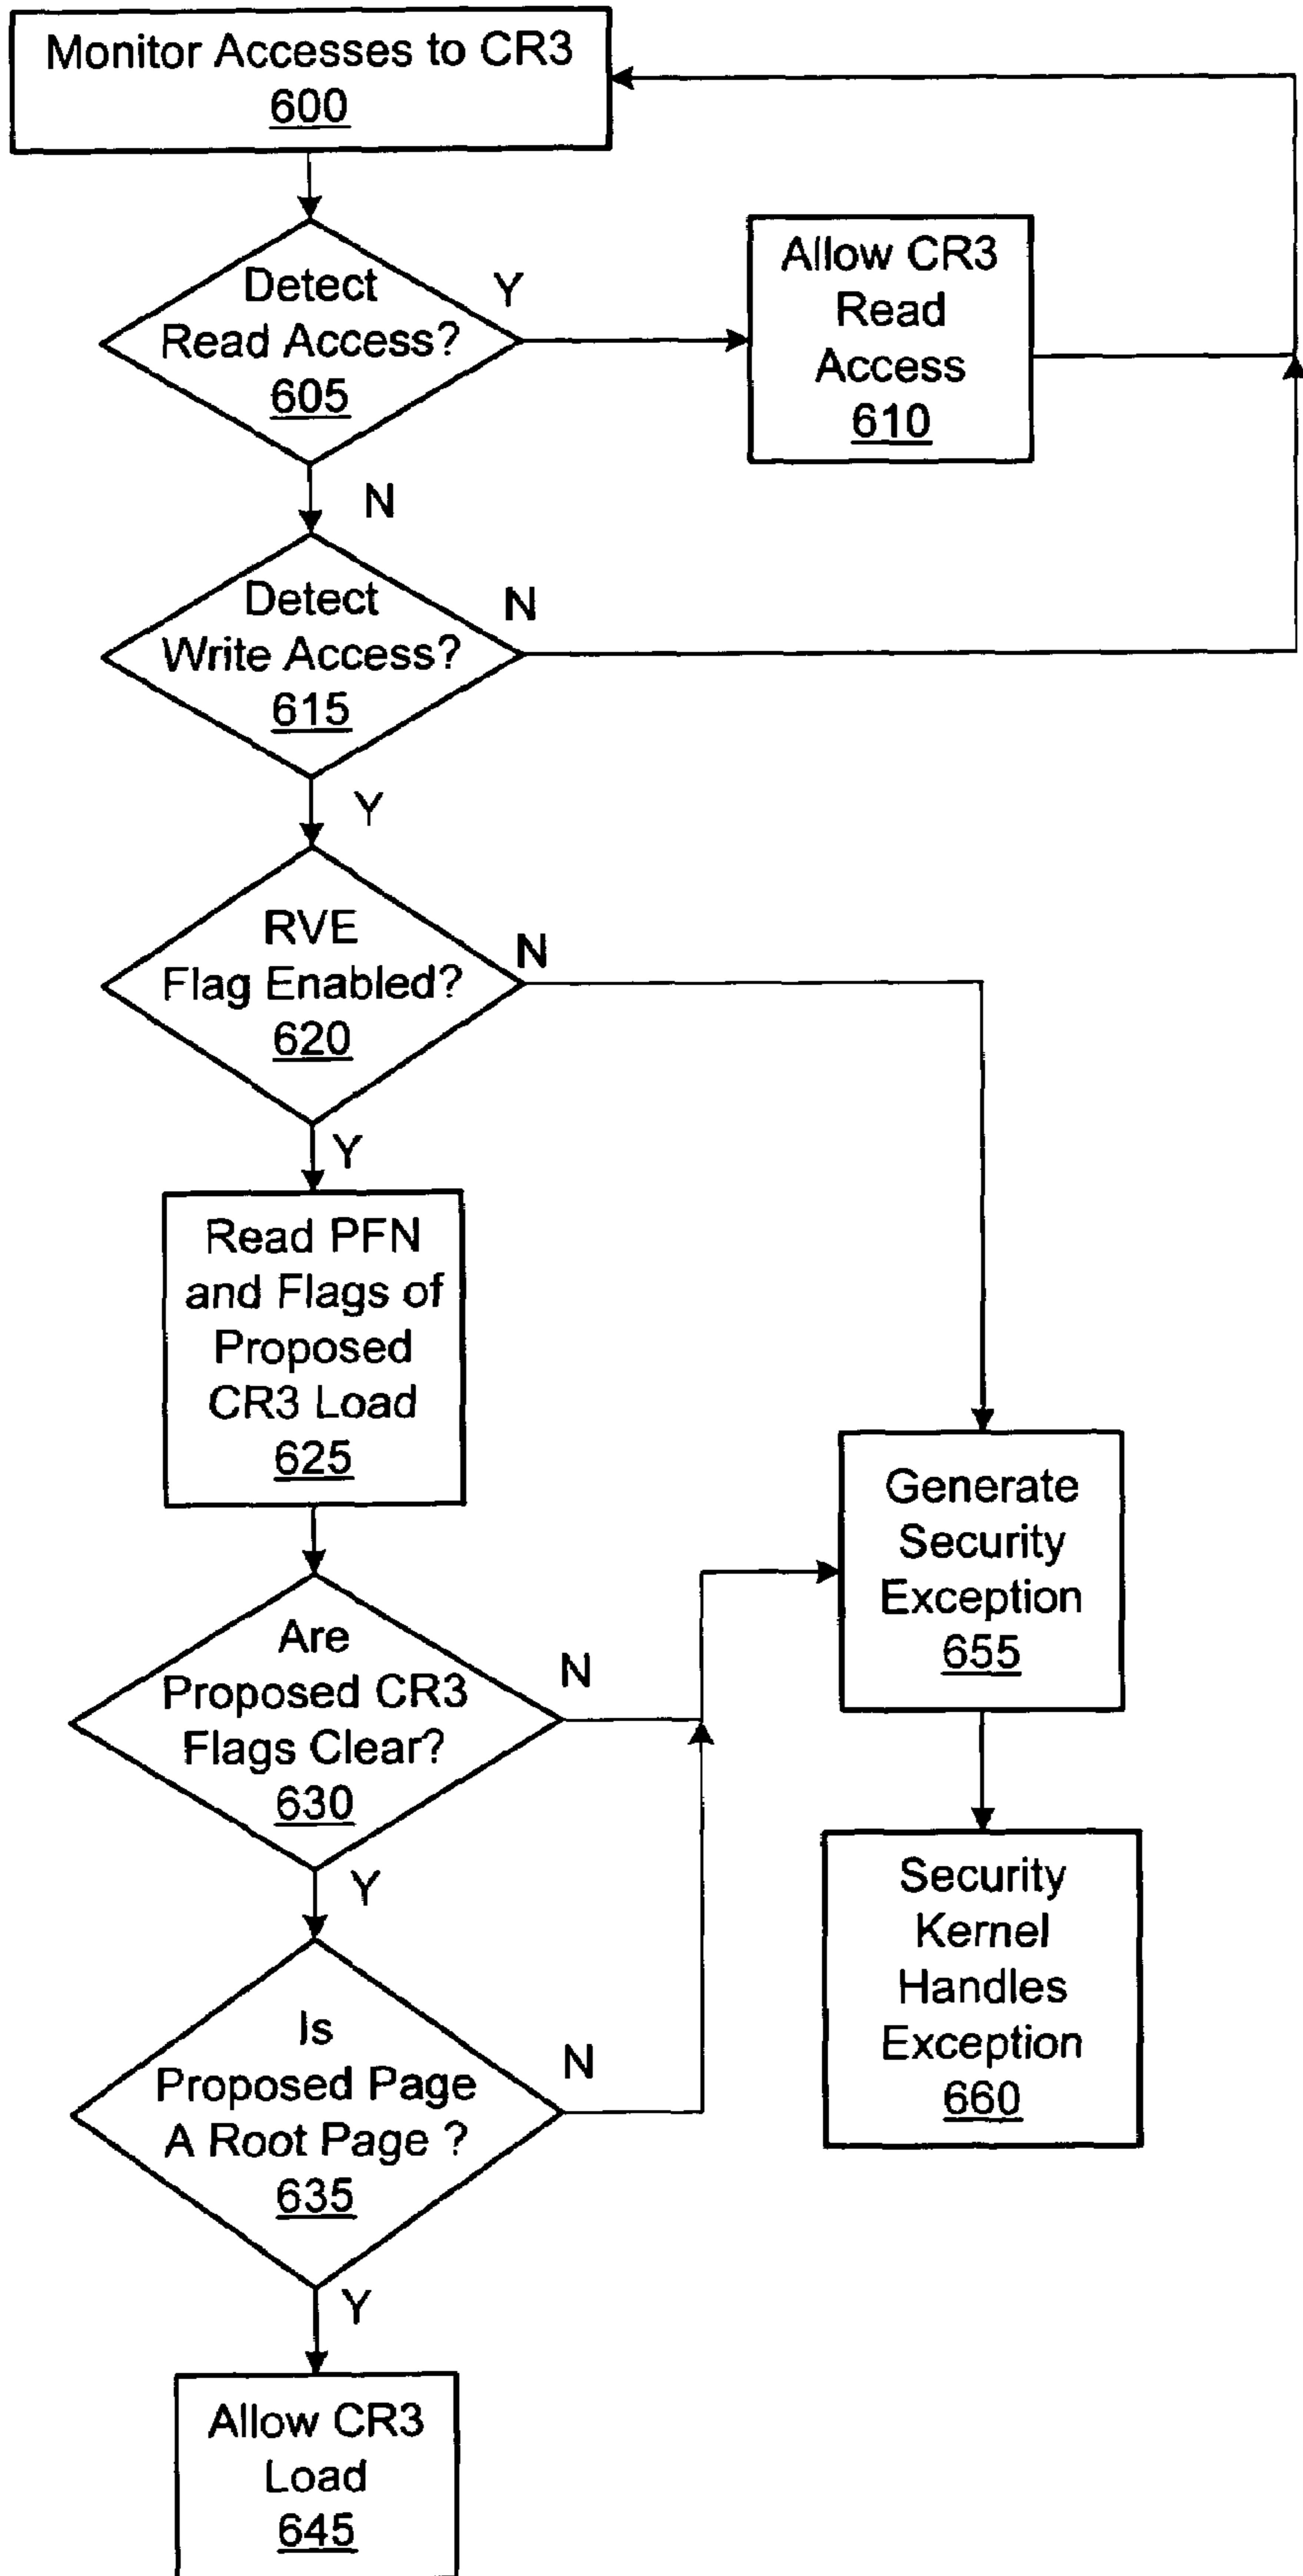 Monitor Accesses to CR3
600
Detect
Read Access?
605
Y
Allow CR3
Read
Access
610
N
Detect
Write Access?
615
N
Y
RVE
Flag Enabled?
620
N
Y
Read PFN
and Flags of
Proposed
CR3 Load
625
Generate
Security
Exception
655
Are
Proposed CR3
Flags Clear?
630
N
Y
Security
Kernel
Handles
Exception
660
Is
Proposed Page
A Root Page ?
635
N
Y
Allow CR3
Load
645